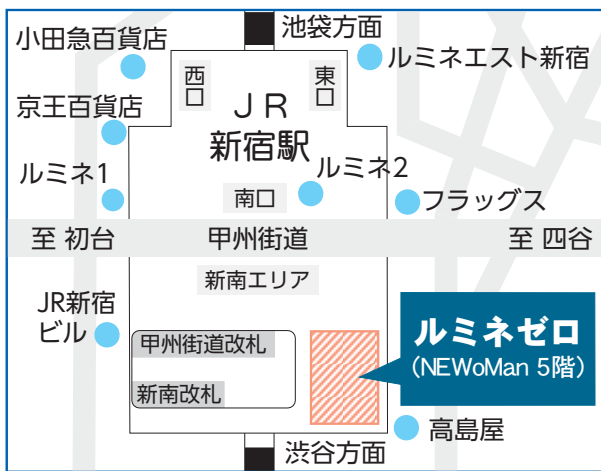 池袋方面
小田急百貨店
ルミネエスト新宿
西口
東口
京王百貨店
JR
新宿駅
ルミネ1
ルミネ2
南口
フラッグス
至 初台
甲州街道
至 四谷
新南エリア
JR新宿
ビル
甲州街道改札
新南改札
ルミネゼロ
(NEWoMan 5階)
高島屋
渋谷方面